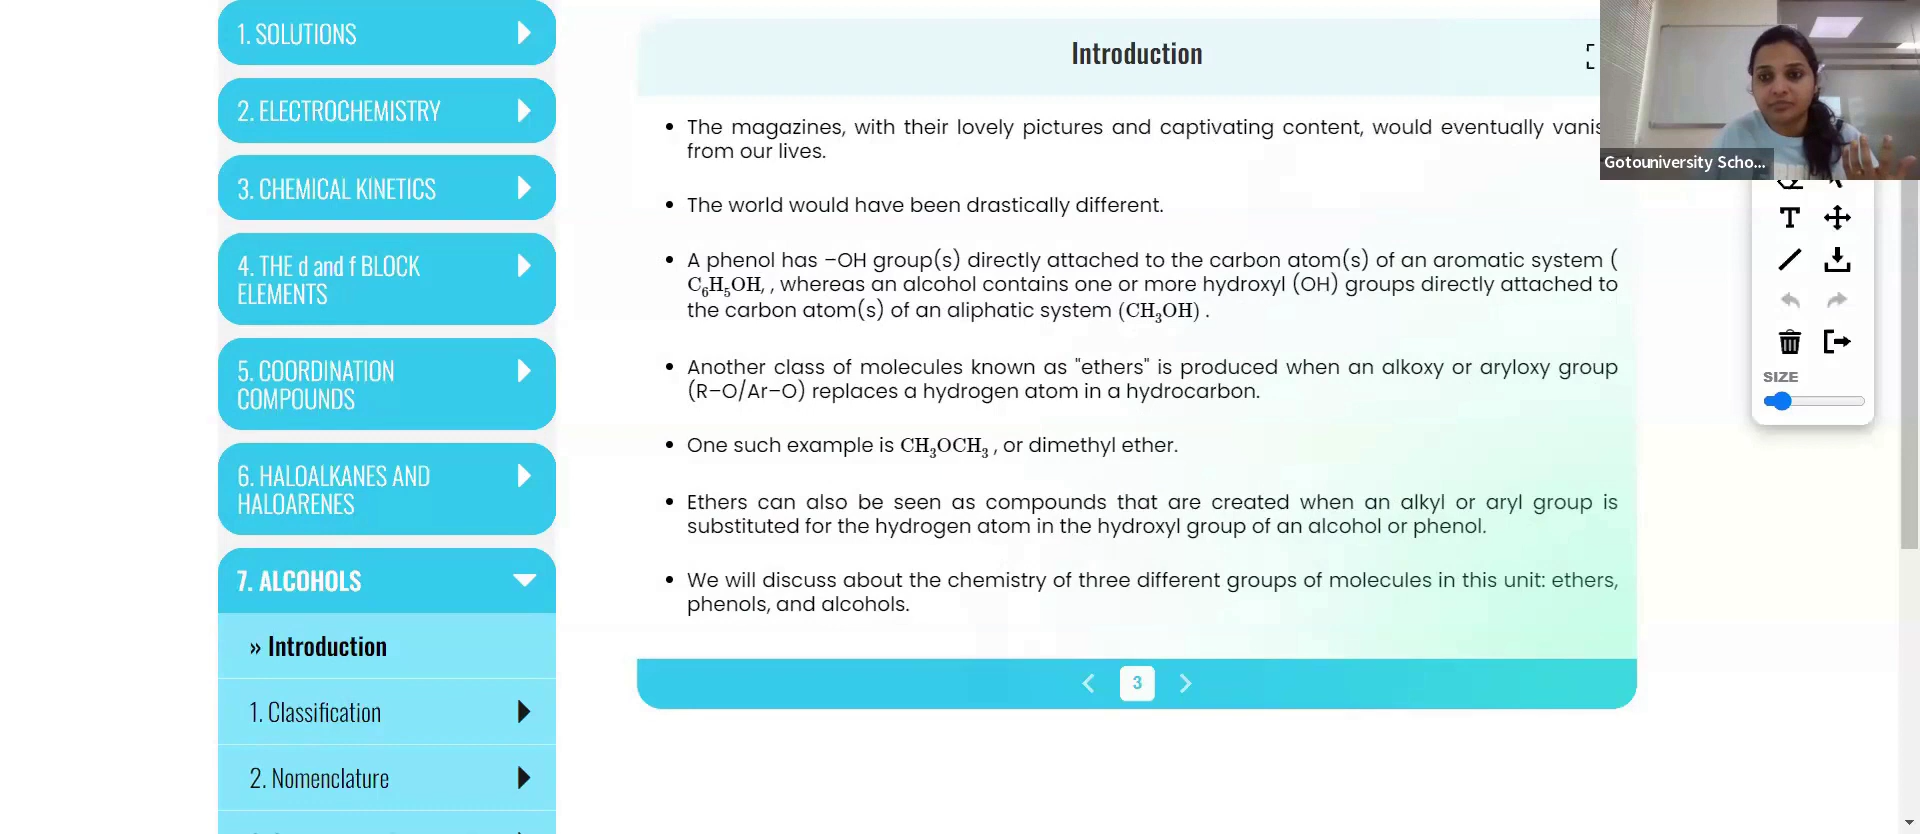 1. SOLUTIONS
2. ELECTROCHEMISTRY
3. CHEMICAL KINETICS
4. THE d and f BLOCK
ELEMENTS
5. COORDINATION
COMPOUNDS
6. HALOALKANES AND
HALOARENES
7. ALCOHOLS
» Introduction
1. Classification
2. Nomenclature
Introduction
• The magazines, with their lovely pictures and captivating content, would eventually
from our lives.
• The world would have been drastically different.
• A phenol has –OH group(s) directly attached to the carbon atom(s) of an aromatic system (
C₆H₅OH, , whereas an alcohol contains one or more hydroxyl (OH) groups directly attached to
the carbon atom(s) of an aliphatic system (CH₃OH) .
• Another class of molecules known as "ethers" is produced when an alkoxy or aryloxy group
(R–O/Ar–O) replaces a hydrogen atom in a hydrocarbon.
• One such example is CH₃OCH₃ , or dimethyl ether.
• Ethers can also be seen as compounds that are created when an alkyl or aryl group is
substituted for the hydrogen atom in the hydroxyl group of an alcohol or phenol.
• We will discuss about the chemistry of three different groups of molecules in this unit: ethers,
phenols, and alcohols.
< 3 >
Gotouniversity Scho...
T
SIZE